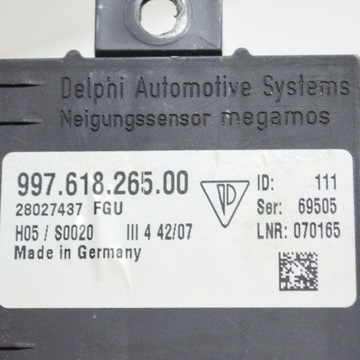 Delphi Automotive Systems
Neigungssensor megamos
997.618.265.00
ID: 111
28027437 FGU
Ser: 69505
H05 / S0020 III 4 42/07
LNR: 070165
Made in Germany